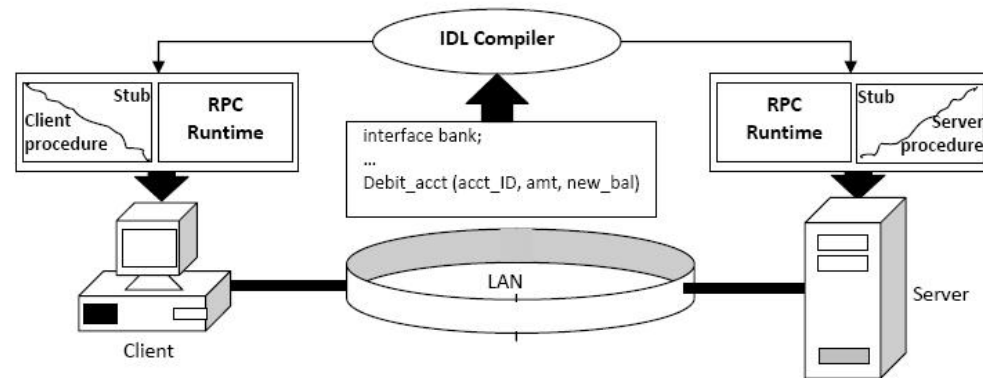 IDL Compiler
Stub
Client
procedure
RPC
Runtime
interface bank;
...
Debit_acct (acct_ID, amt, new_bal)
RPC
Runtime
Stub
Server
procedure
LAN
Client
Server